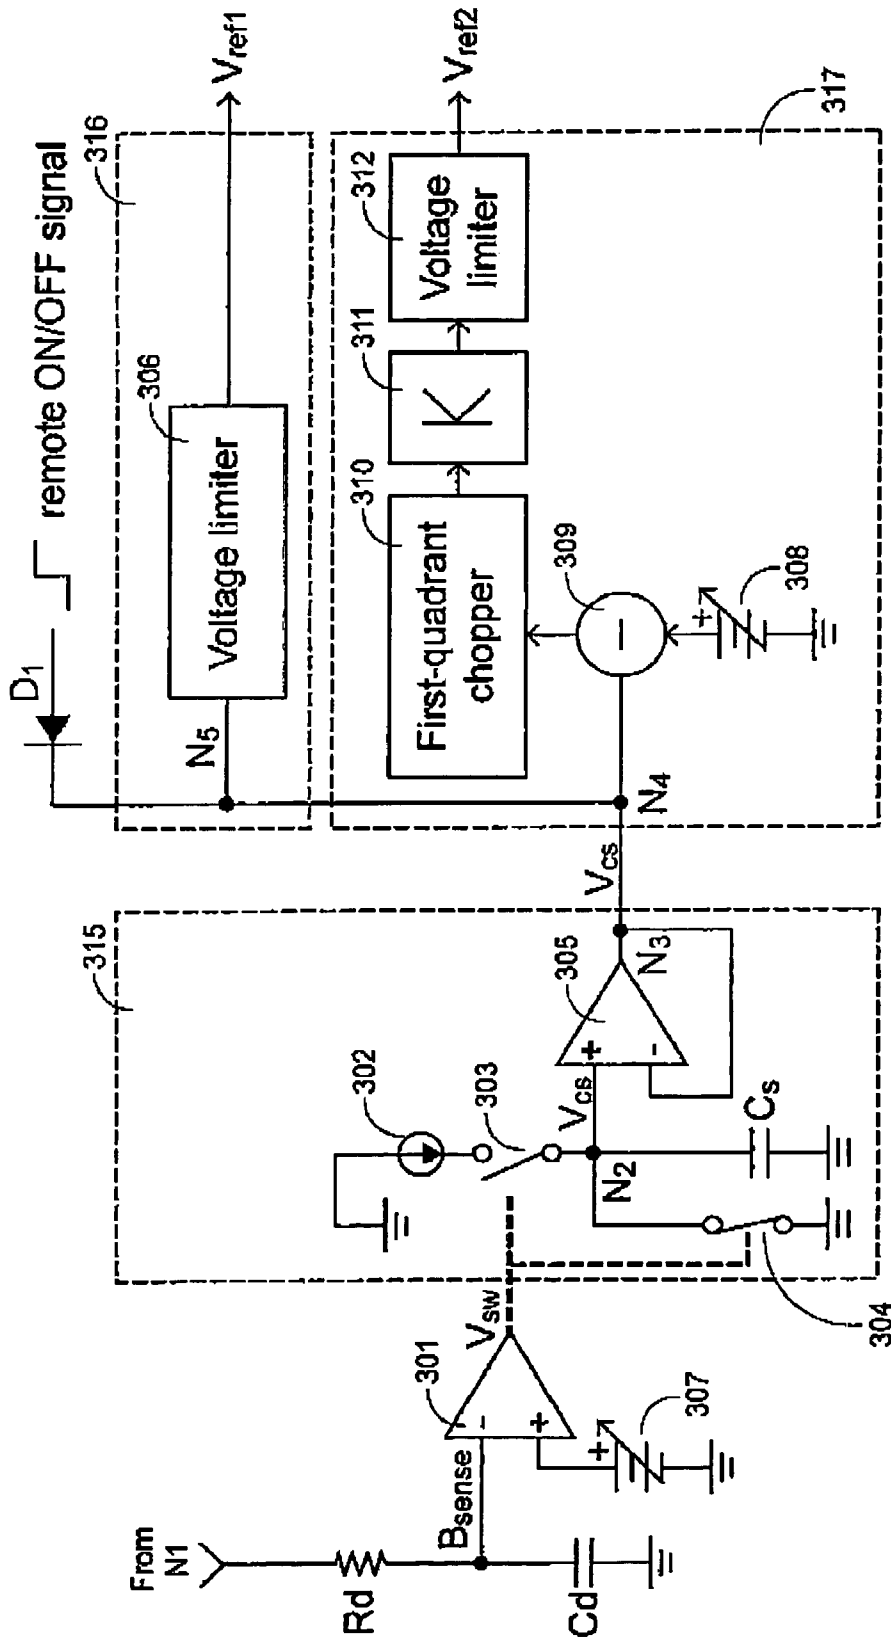 From
N1
Rd
Cd
Bsense
-
+
301
Vsw
+
307
315
302
303
304
N2
Vcs
Cs
+
-
305
N3
Vcs
N4
N5
D1
remote ON/OFF signal
316
306
Voltage limiter
Vref1
317
308
+
309
−
310
First-quadrant
chopper
311
K
312
Voltage
limiter
Vref2